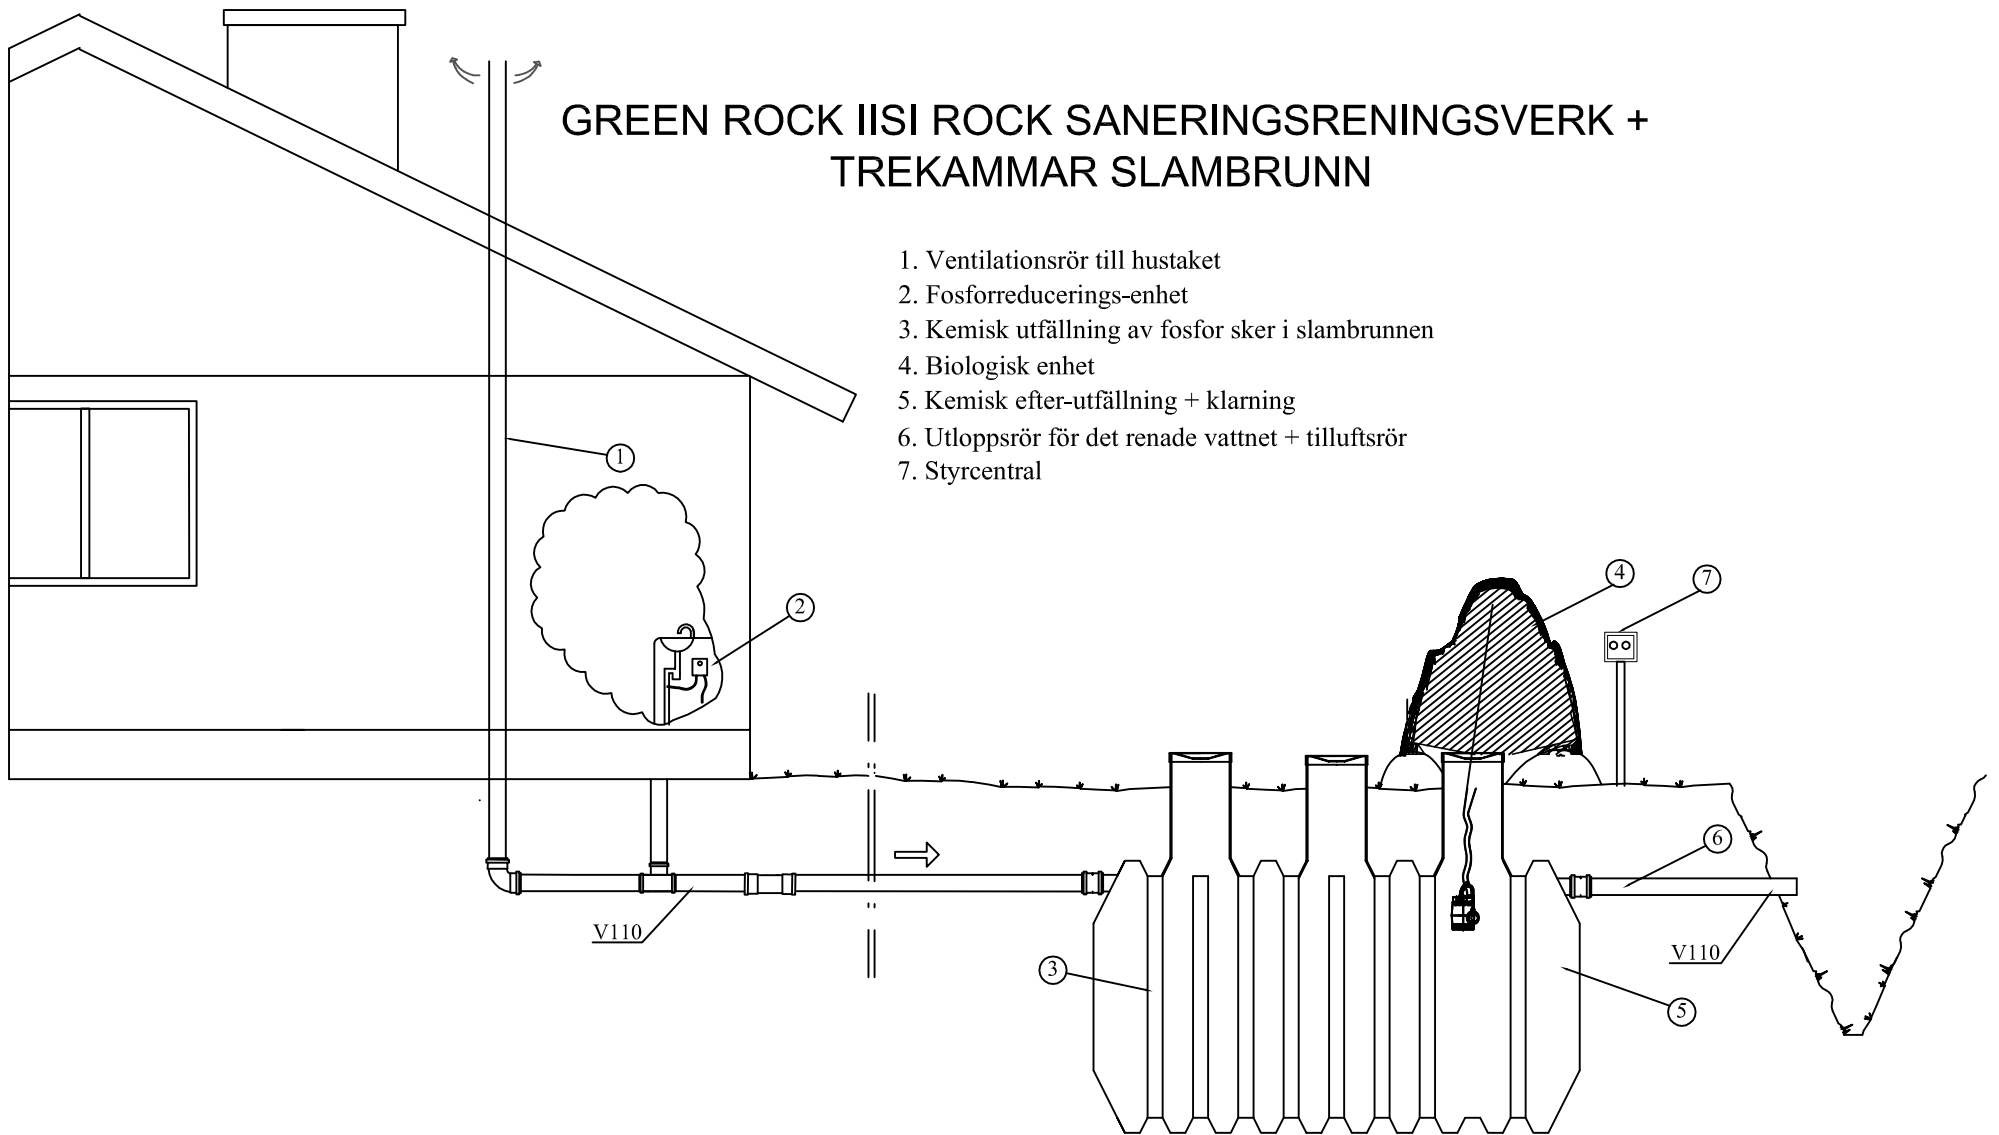 GREEN ROCK IISI ROCK SANERINGSRENINGSVERK +
TREKAMMAR SLAMBRUNN
1. Ventilationsrör till hustaket
2. Fosforreducerings-enhet
3. Kemisk utfällning av fosfor sker i slambrunnen
4. Biologisk enhet
5. Kemisk efter-utfällning + klarning
6. Utloppsrör för det renade vattnet + tilluftsrör
7. Styrcentral
1
2
4
7
6
V110
3
V110
5